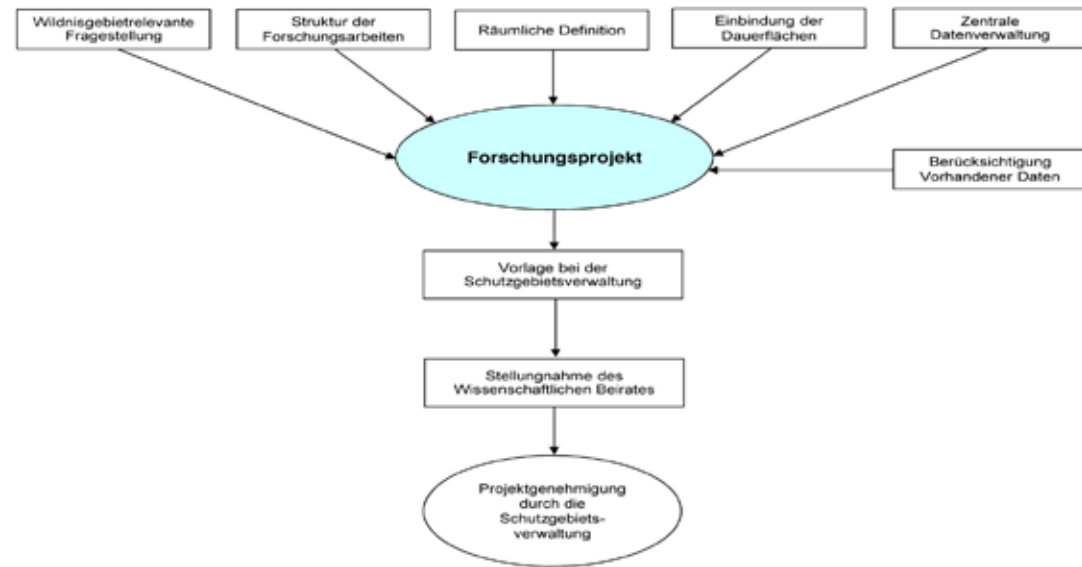 Wildnisgebietrelevante
Fragestellung
Struktur der
Forschungsarbeiten
Räumliche Definition
Einbindung der
Dauerflächen
Zentrale
Datenverwaltung
Forschungsprojekt
Berücksichtigung
Vorhandener Daten
Vorlage bei der
Schutzgebietsverwaltung
Stellungnahme des
Wissenschaftlichen Beirates
Projektgenehmigung
durch die
Schutzgebiets-
verwaltung